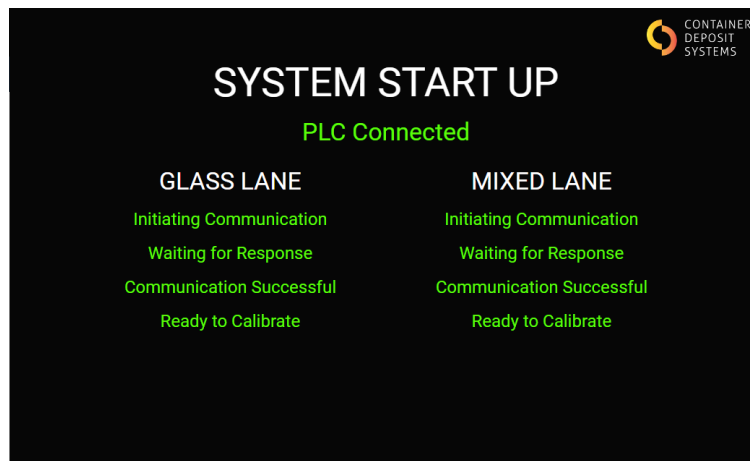 CONTAINER
DEPOSIT
SYSTEMS
SYSTEM START UP
PLC Connected
GLASS LANE
Initiating Communication
Waiting for Response
Communication Successful
Ready to Calibrate
MIXED LANE
Initiating Communication
Waiting for Response
Communication Successful
Ready to Calibrate